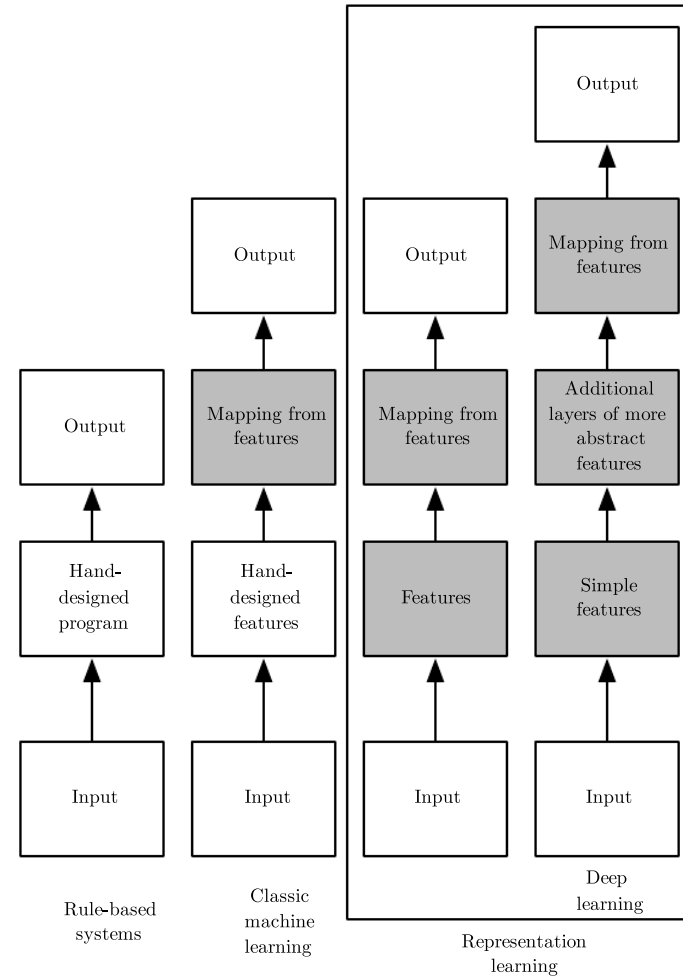 Output
Mapping from
features
Additional
layers of more
abstract
features
Simple
features
Input
Deep
learning
Output
Mapping from
features
Features
Input
Representation
learning
Output
Mapping from
features
Hand-
designed
features
Input
Classic
machine
learning
Output
Hand-
designed
program
Input
Rule-based
systems